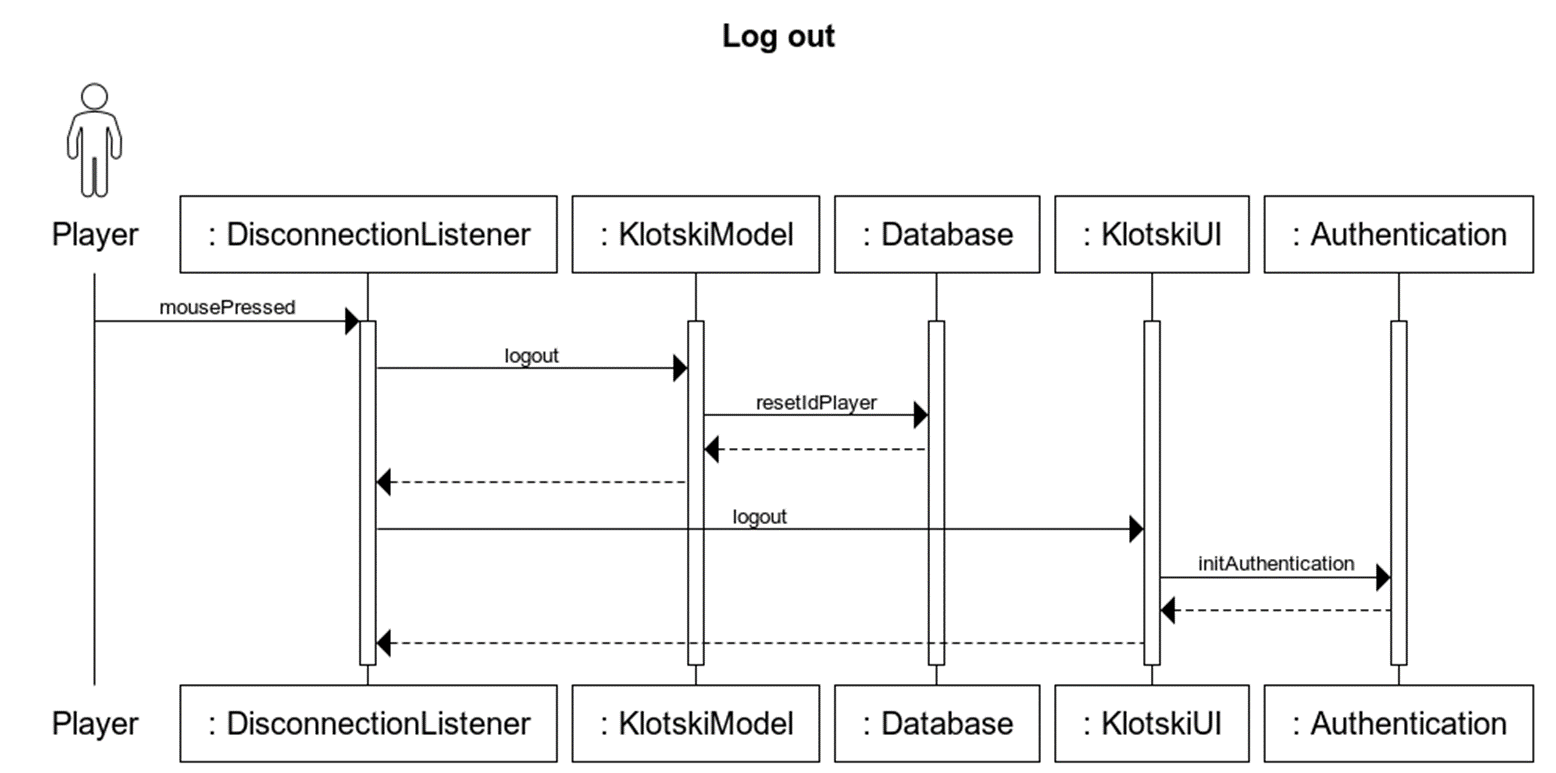 Log out
Player
: DisconnectionListener
: KlotskiModel
: Database
: KlotskiUI
: Authentication
mousePressed
logout
resetIdPlayer
logout
initAuthentication
Player
: DisconnectionListener
: KlotskiModel
: Database
: KlotskiUI
: Authentication